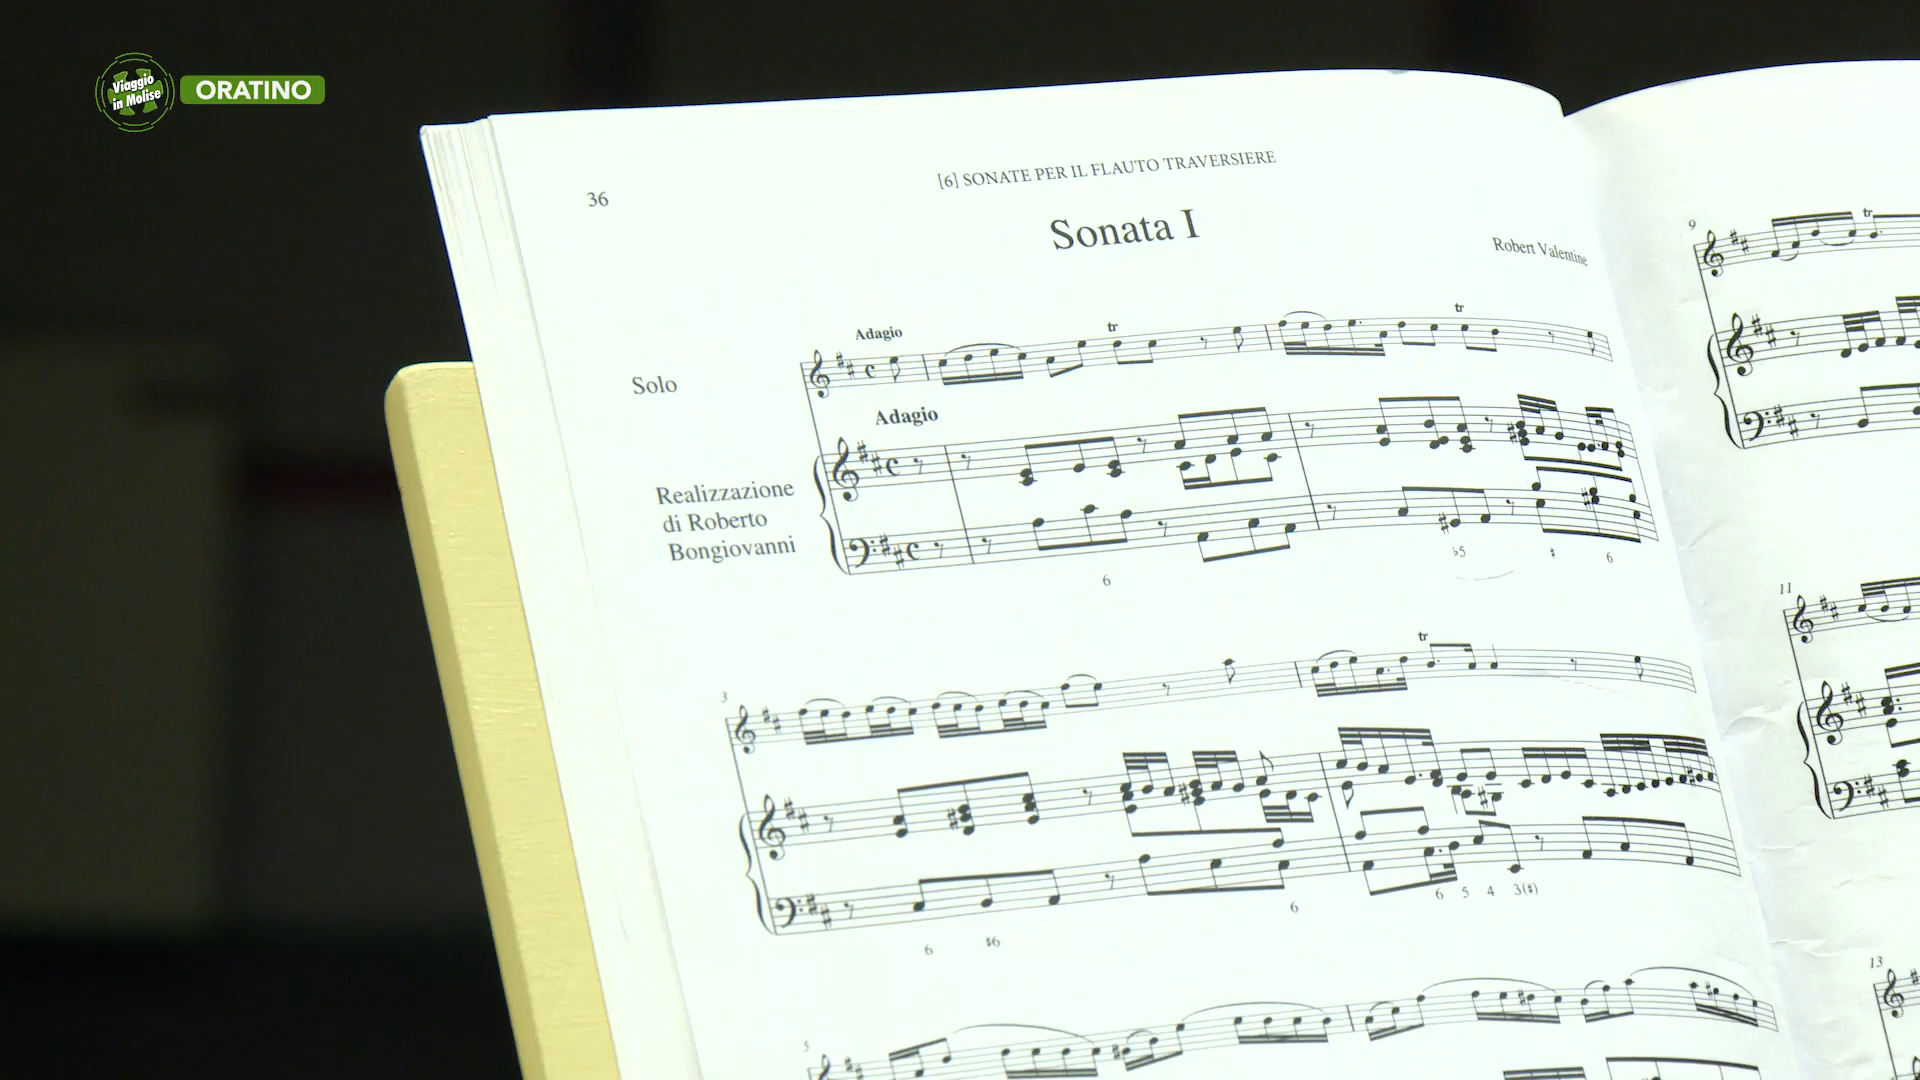 Viaggio
in Molise
ORATINO
36
[6] SONATE PER IL FLAUTO TRAVERSIERE
Sonata I
Robert Valentine
Adagio
tr
tr
Solo
Adagio
Realizzazione
di Roberto
Bongiovanni
6
♭5
♮
6
3
tr
6
♮6
6
6 5 4 3(♯)
5
9
tr
11
13